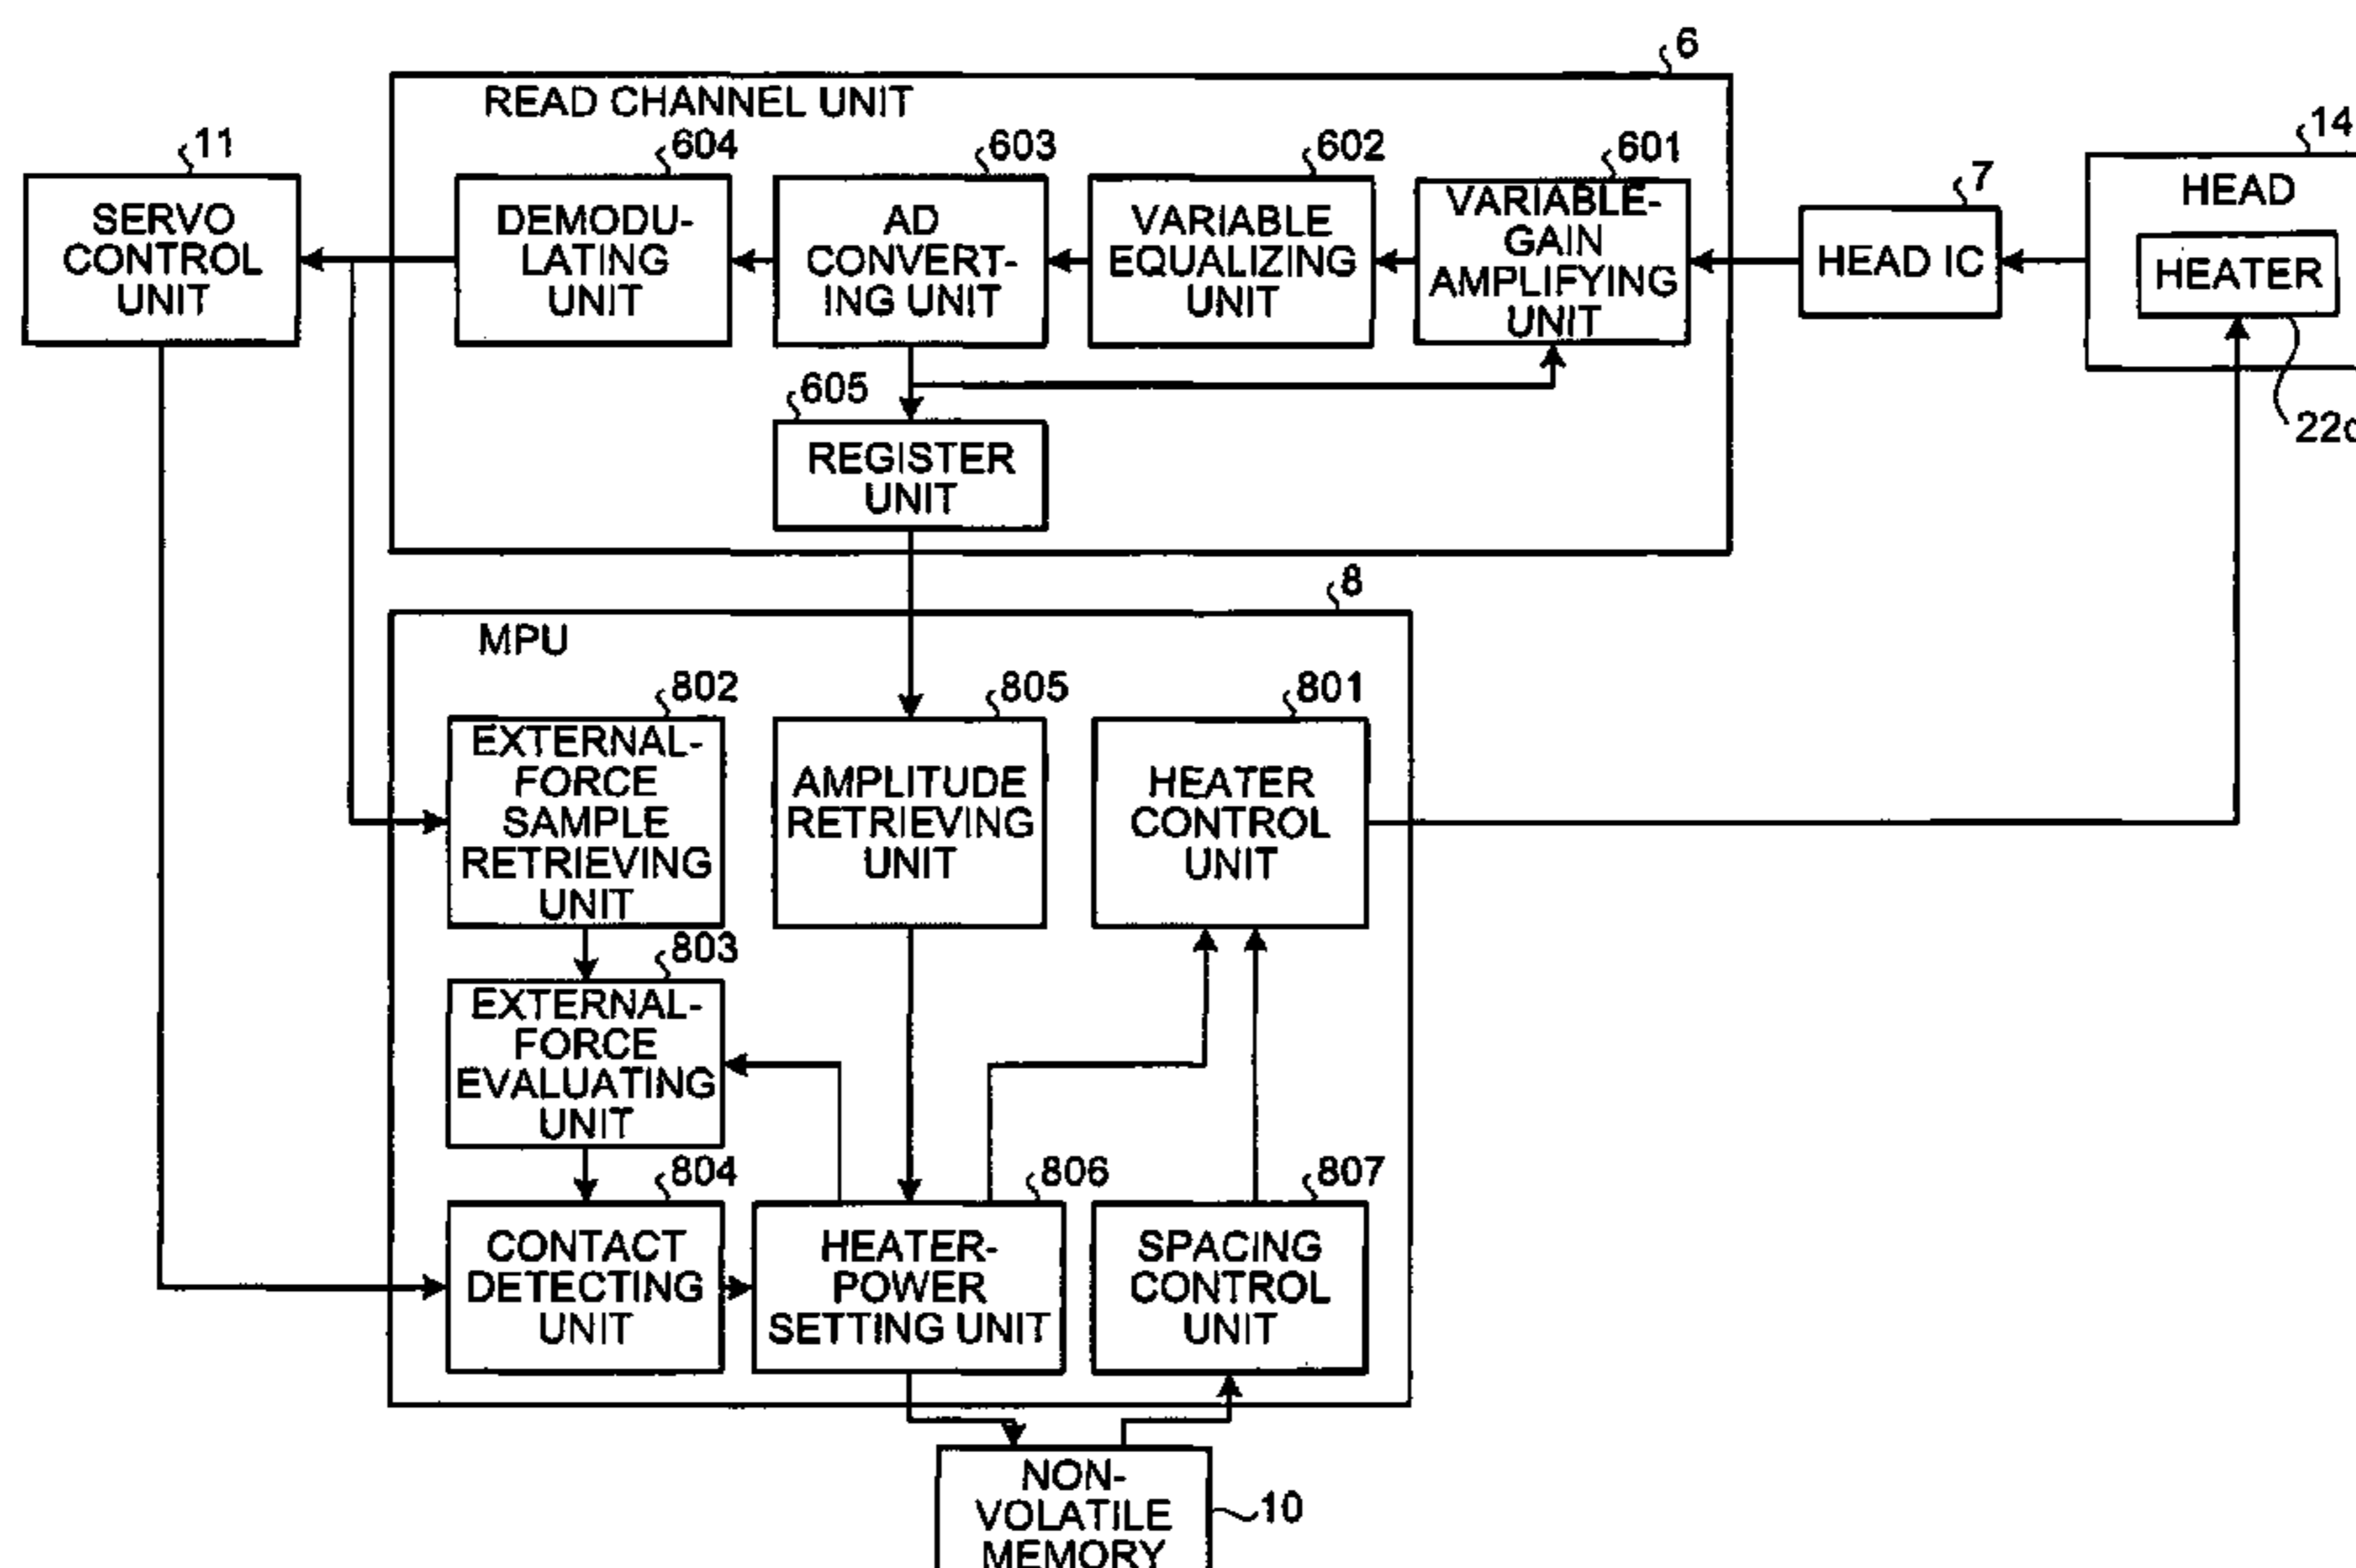 6
READ CHANNEL UNIT
11
604
603
602
601
7
14
SERVO
CONTROL
UNIT
DEMODU-
LATING
UNIT
AD
CONVERT-
ING UNIT
VARIABLE
EQUALIZING
UNIT
VARIABLE-
GAIN
AMPLIFYING
UNIT
HEAD IC
HEAD
HEATER
605
REGISTER
UNIT
8
MPU
802
805
801
EXTERNAL-
FORCE
SAMPLE
RETRIEVING
UNIT
AMPLITUDE
RETRIEVING
UNIT
HEATER
CONTROL
UNIT
803
EXTERNAL-
FORCE
EVALUATING
UNIT
804
806
807
CONTACT
DETECTING
UNIT
HEATER-
POWER
SETTING UNIT
SPACING
CONTROL
UNIT
NON-
VOLATILE
MEMORY
10